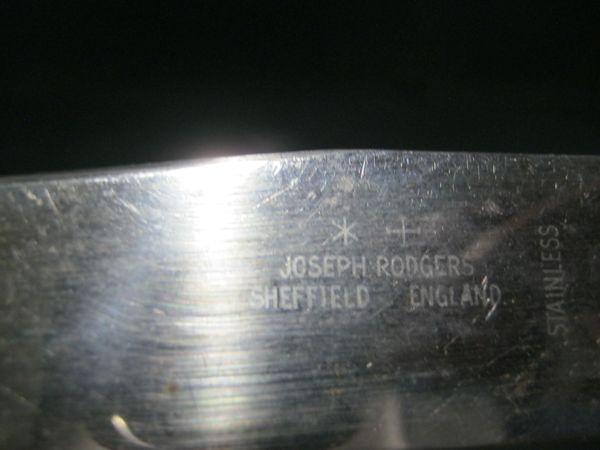 JOSEPH RODGERS
SHEFFIELD ENGLAND
STAINLESS